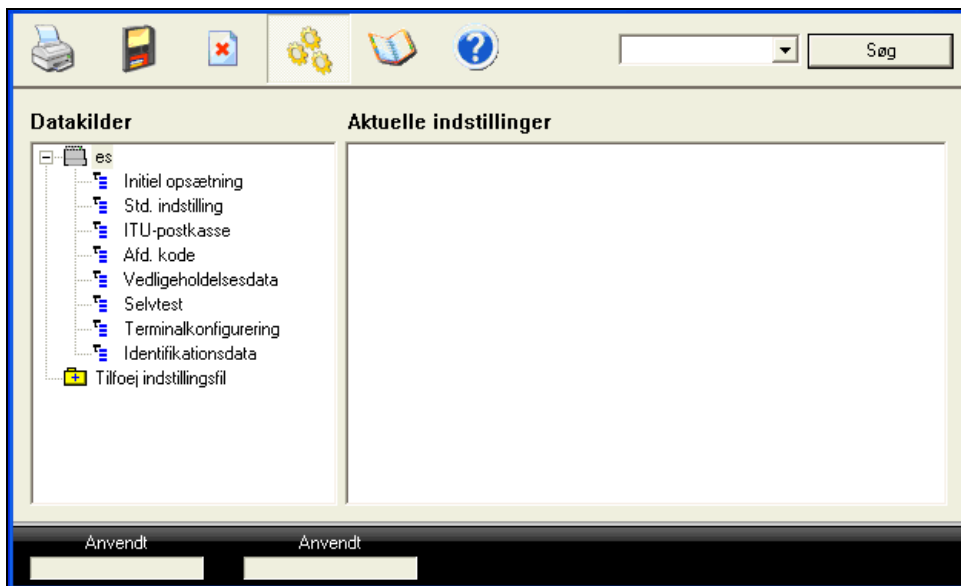 Søg
Datakilder
Aktuelle indstillinger
es
Initiel opsætning
Std. indstilling
ITU-postkasse
Afd. kode
Vedligeholdelsesdata
Selvtest
Terminalkonfigurering
Identifikationsdata
Tilfoej indstillingsfil
Anvendt
Anvendt